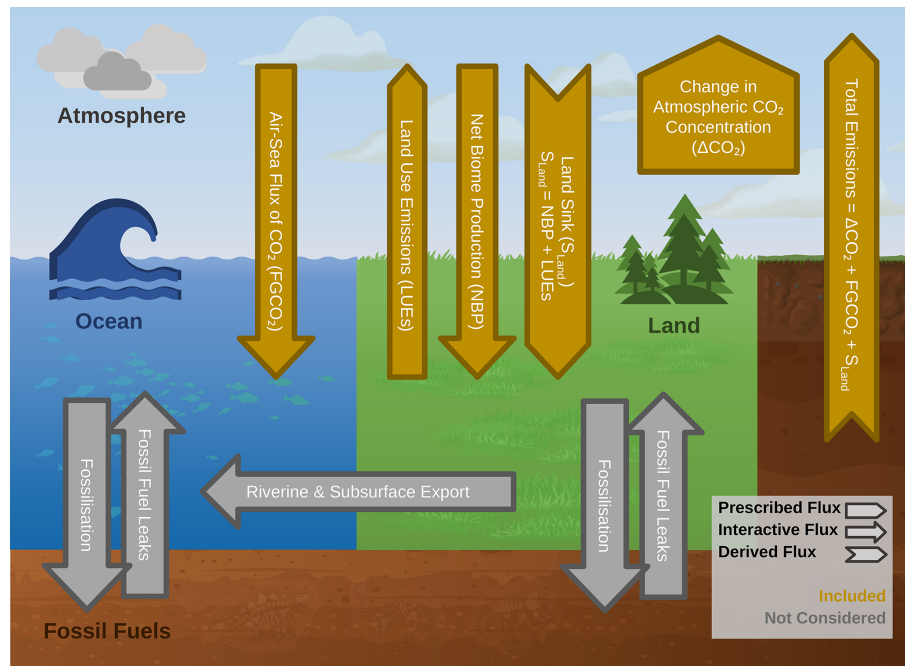 Atmosphere
Air-Sea Flux of CO₂ (FGCO₂)
Land Use Emissions (LUEs)
Net Biome Production (NBP)
Land Sink (S_Land)
S_Land = NBP + LUEs
Change in
Atmospheric CO₂
Concentration
(ΔCO₂)
Total Emissions = ΔCO₂ + FGCO₂ + S_Land
Ocean
Land
Fossilisation
Fossil Fuel Leaks
Riverine & Subsurface Export
Fossilisation
Fossil Fuel Leaks
Fossil Fuels
Prescribed Flux
Interactive Flux
Derived Flux
Included
Not Considered